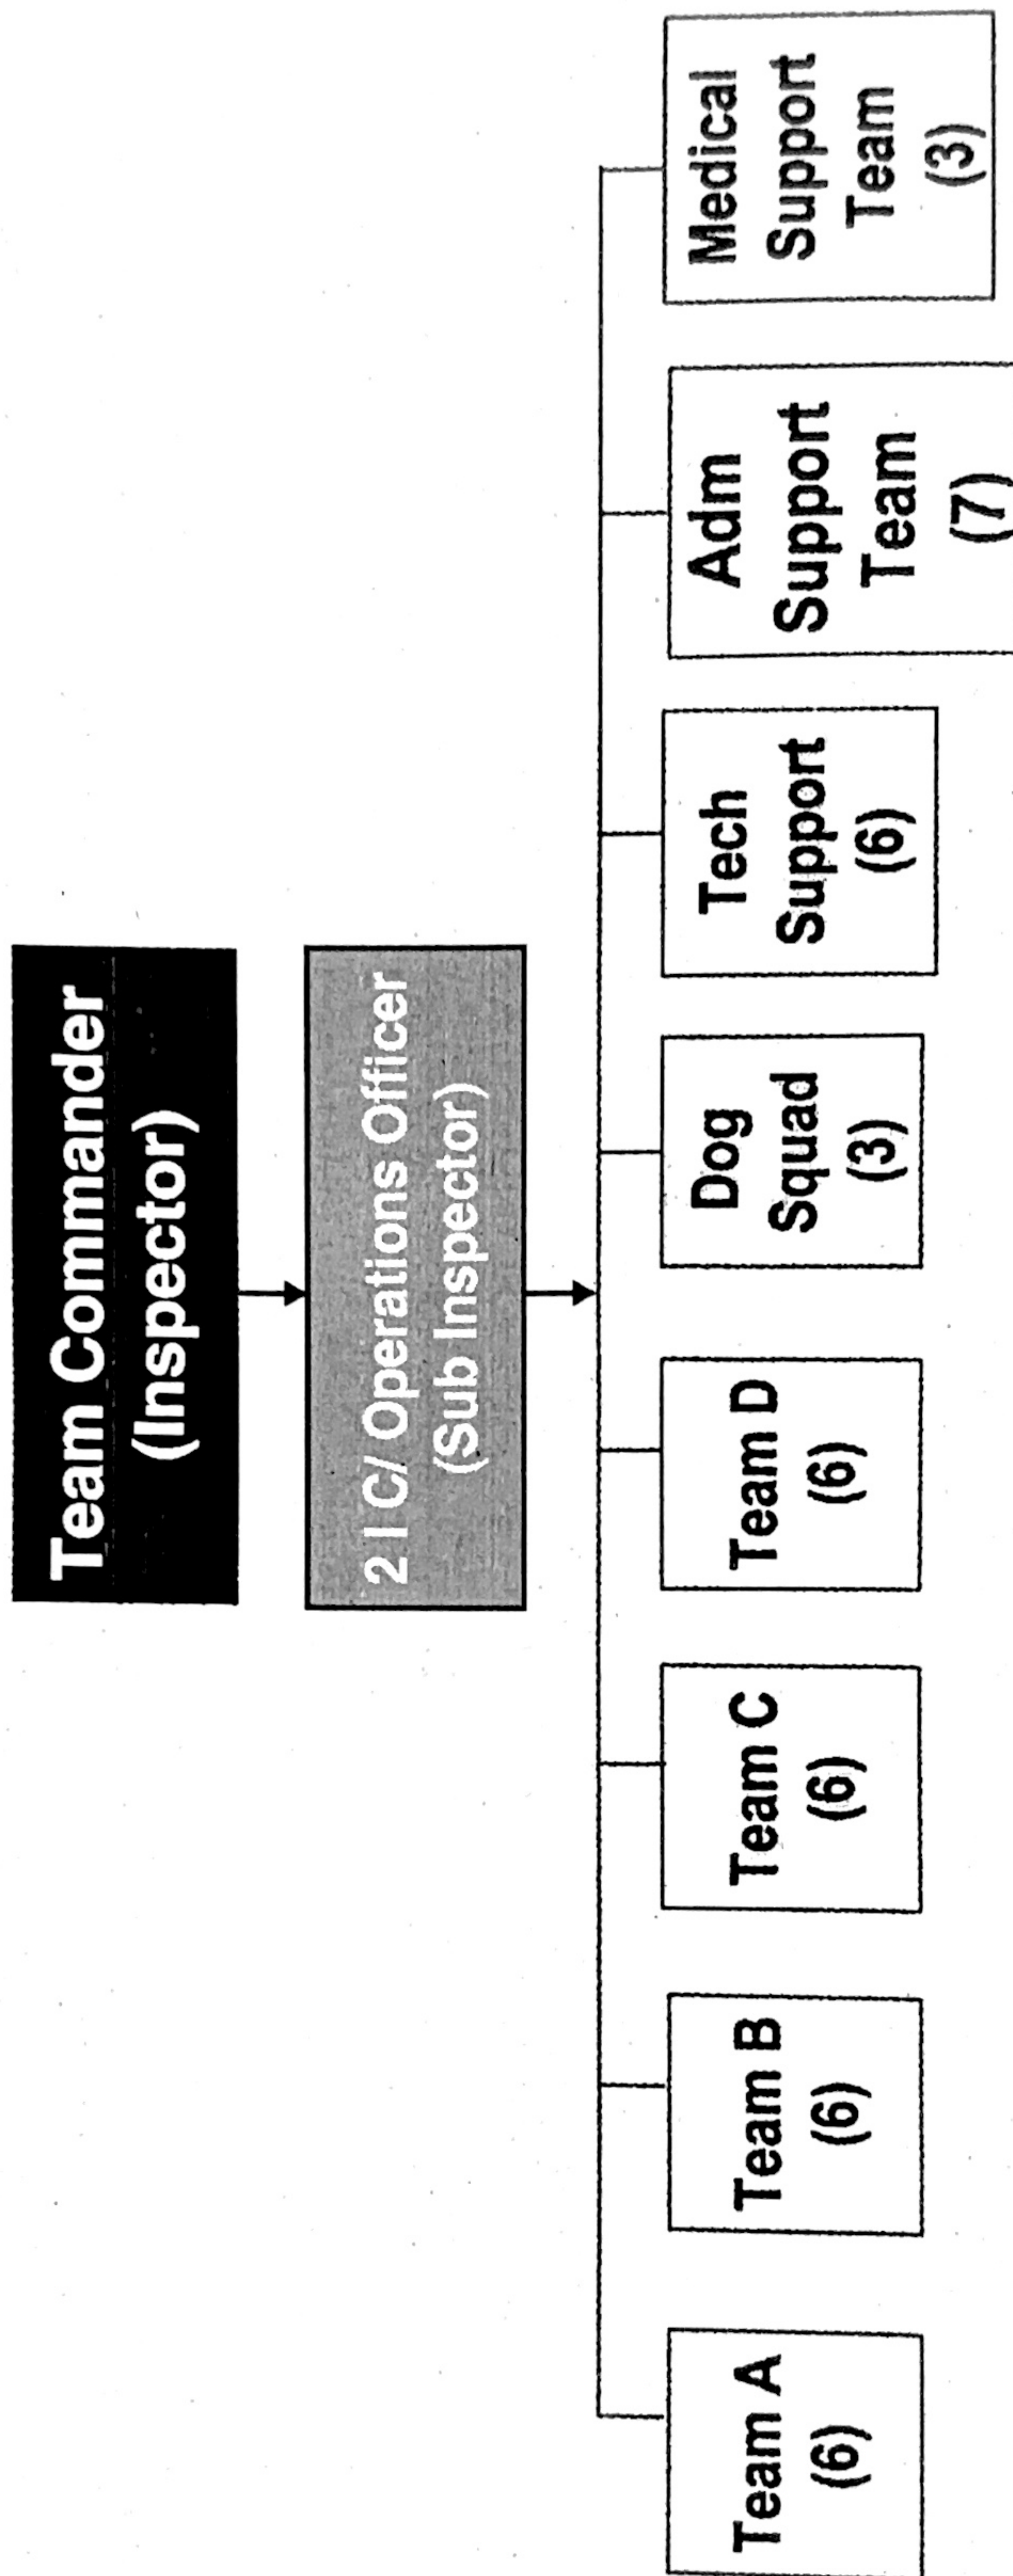 Team Commander
(Inspector)
2 I C/ Operations Officer
(Sub Inspector)
Team A
(6)
Team B
(6)
Team C
(6)
Team D
(6)
Dog
Squad
(3)
Tech
Support
(6)
Adm
Support
Team
(7)
Medical
Support
Team
(3)